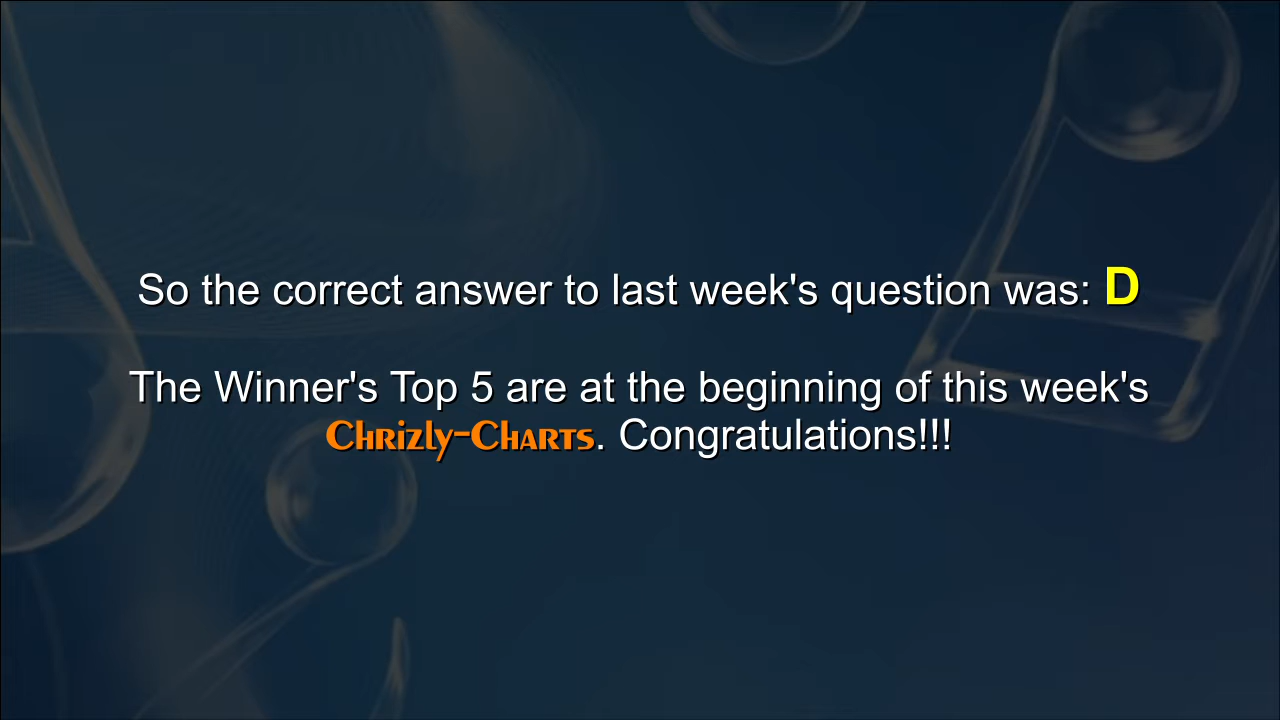 So the correct answer to last week's question was: D
The Winner's Top 5 are at the beginning of this week's
Chrizly-Charts. Congratulations!!!